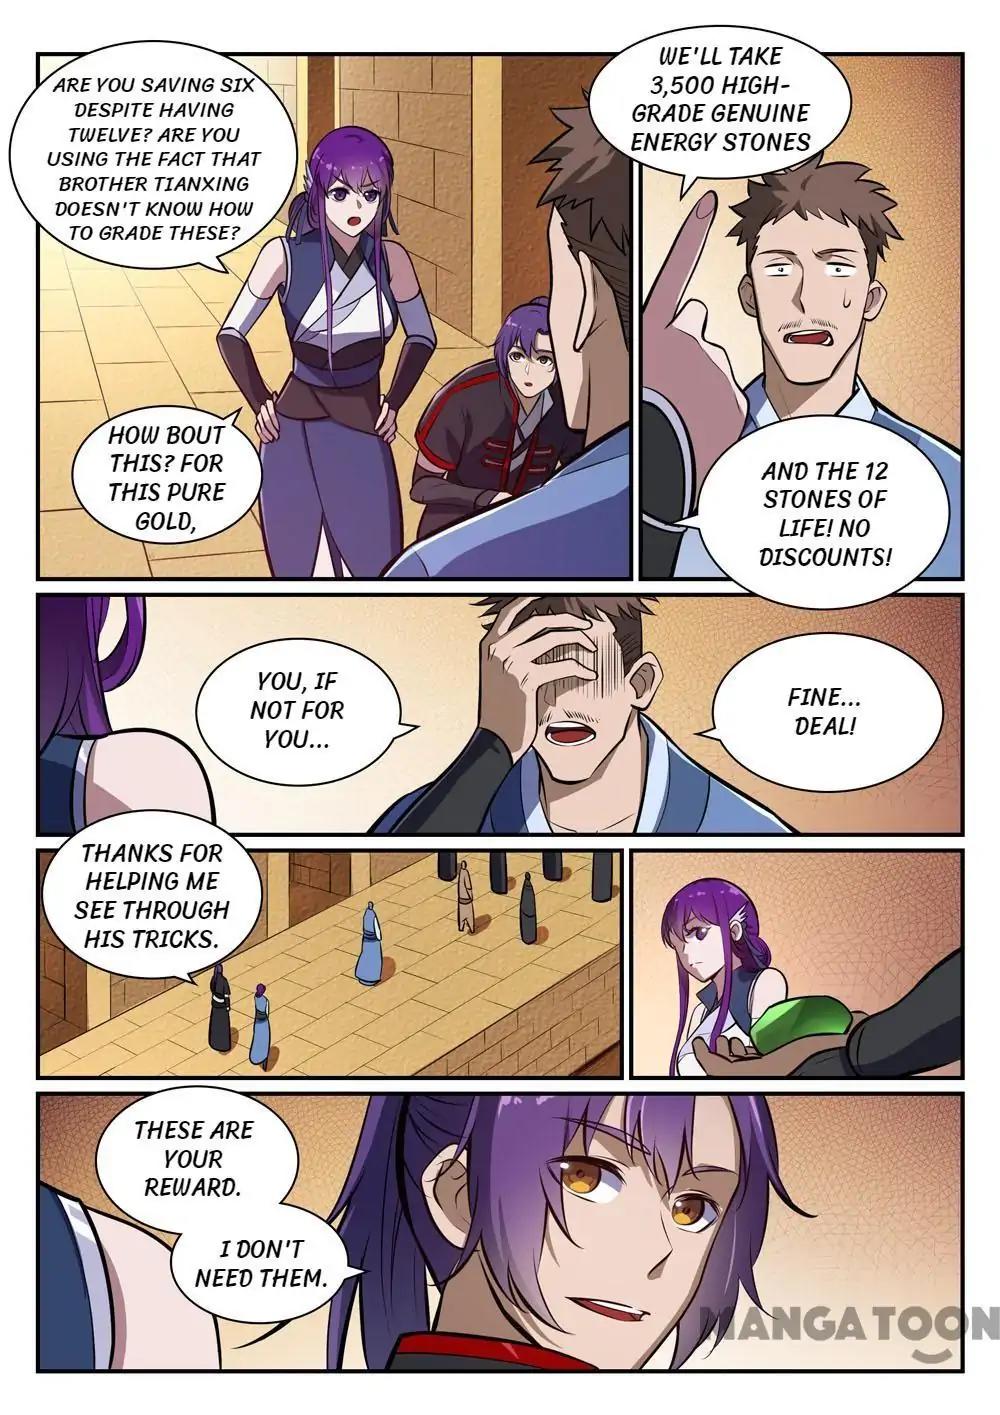 ARE YOU SAVING SIX
DESPITE HAVING
TWELVE? ARE YOU
USING THE FACT THAT
BROTHER TIANXING
DOESN'T KNOW HOW
TO GRADE THESE?
HOW BOUT
THIS? FOR
THIS PURE
GOLD,
WE'LL TAKE
3,500 HIGH-
GRADE GENUINE
ENERGY STONES
AND THE 12
STONES OF
LIFE! NO
DISCOUNTS!
YOU, IF
NOT FOR
YOU...
FINE...
DEAL!
THANKS FOR
HELPING ME
SEE THROUGH
HIS TRICKS.
THESE ARE
YOUR
REWARD.
I DON'T
NEED THEM.
MANGATOON